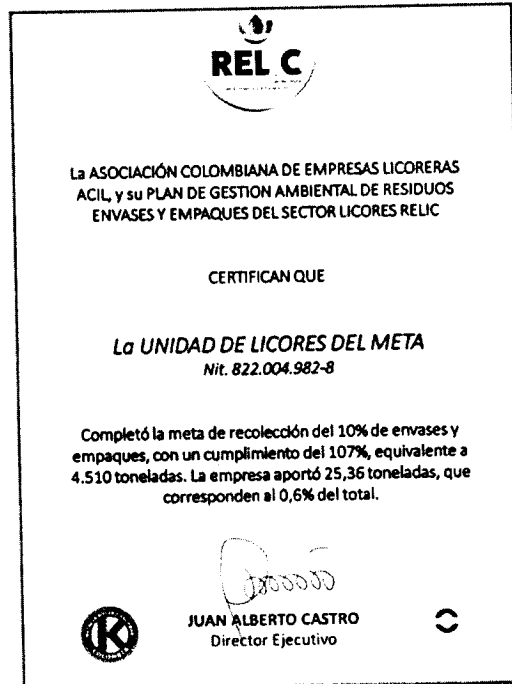 REL C
La ASOCIACIÓN COLOMBIANA DE EMPRESAS LICORERAS
ACIL, y su PLAN DE GESTION AMBIENTAL DE RESIDUOS
ENVASES Y EMPAQUES DEL SECTOR LICORES RELIC
CERTIFICAN QUE
La UNIDAD DE LICORES DEL META
Nit. 822.004.982-8
Completó la meta de recolección del 10% de envases y
empaques, con un cumplimiento del 107%, equivalente a
4.510 toneladas. La empresa aportó 25,36 toneladas, que
corresponden al 0,6% del total.
JUAN ALBERTO CASTRO
Director Ejecutivo
K